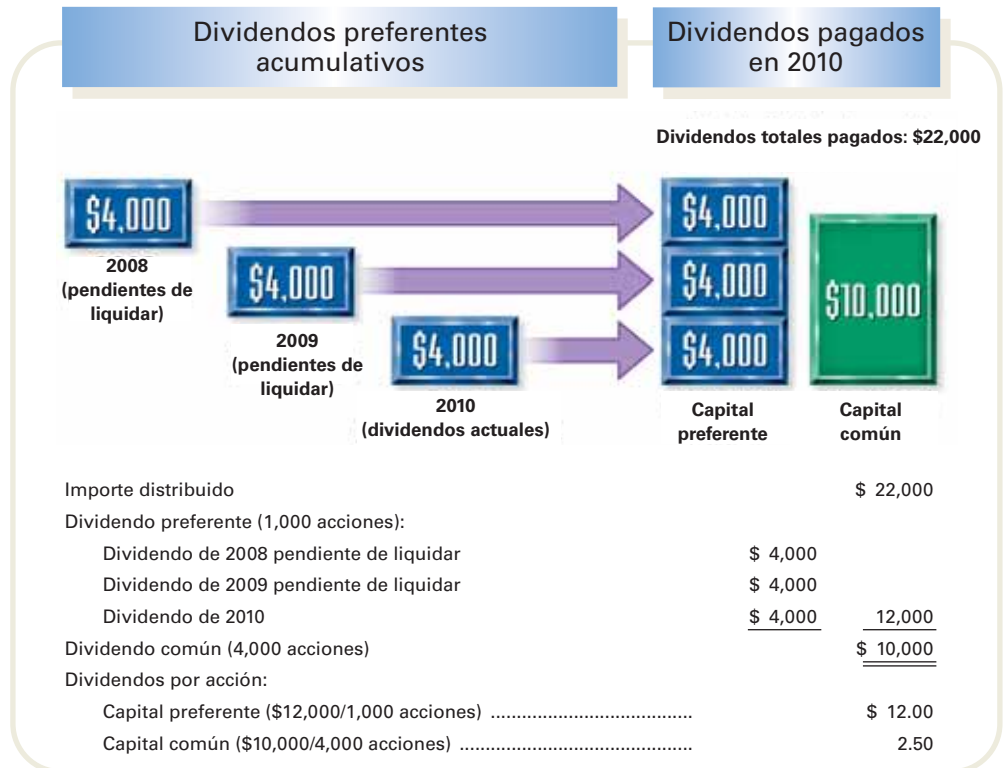 Dividendos preferentes
acumulativos
Dividendos pagados
en 2010
Dividendos totales pagados: $22,000
$4,000
2008
(pendientes de
liquidar)
$4,000
2009
(pendientes de
liquidar)
$4,000
2010
(dividendos actuales)
$4,000
$4,000
$4,000
Capital
preferente
$10,000
Capital
común
Importe distribuido $ 22,000
Dividendo preferente (1,000 acciones):
Dividendo de 2008 pendiente de liquidar $ 4,000
Dividendo de 2009 pendiente de liquidar $ 4,000
Dividendo de 2010 $ 4,000 12,000
Dividendo común (4,000 acciones) $ 10,000
Dividendos por acción:
Capital preferente ($12,000/1,000 acciones) ....................................... $ 12.00
Capital común ($10,000/4,000 acciones) ............................................. 2.50